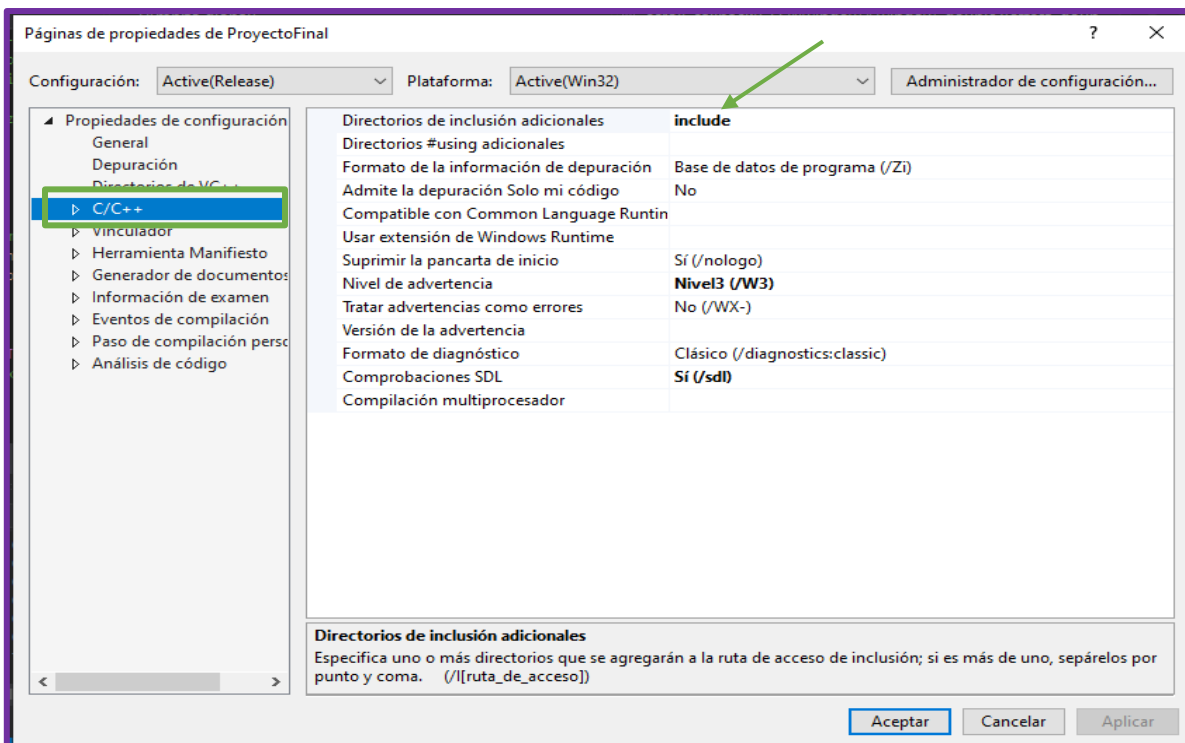 Páginas de propiedades de ProyectoFinal ? ×
Configuración: Active(Release) Plataforma: Active(Win32) Administrador de configuración...
Propiedades de configuración
General
Depuración
Directorios de VC++
C/C++
Vinculador
Herramienta Manifiesto
Generador de documentos
Información de examen
Eventos de compilación
Paso de compilación perso
Análisis de código
Directorios de inclusión adicionales include
Directorios #using adicionales
Formato de la información de depuración Base de datos de programa (/Zi)
Admite la depuración Solo mi código No
Compatible con Common Language Runtin
Usar extensión de Windows Runtime
Suprimir la pancarta de inicio Sí (/nologo)
Nivel de advertencia Nivel3 (/W3)
Tratar advertencias como errores No (/WX-)
Versión de la advertencia
Formato de diagnóstico Clásico (/diagnostics:classic)
Comprobaciones SDL Sí (/sdl)
Compilación multiprocesador
Directorios de inclusión adicionales
Especifica uno o más directorios que se agregarán a la ruta de acceso de inclusión; si es más de uno, sepárelos por
punto y coma. (/I[ruta_de_acceso])
Aceptar Cancelar Aplicar